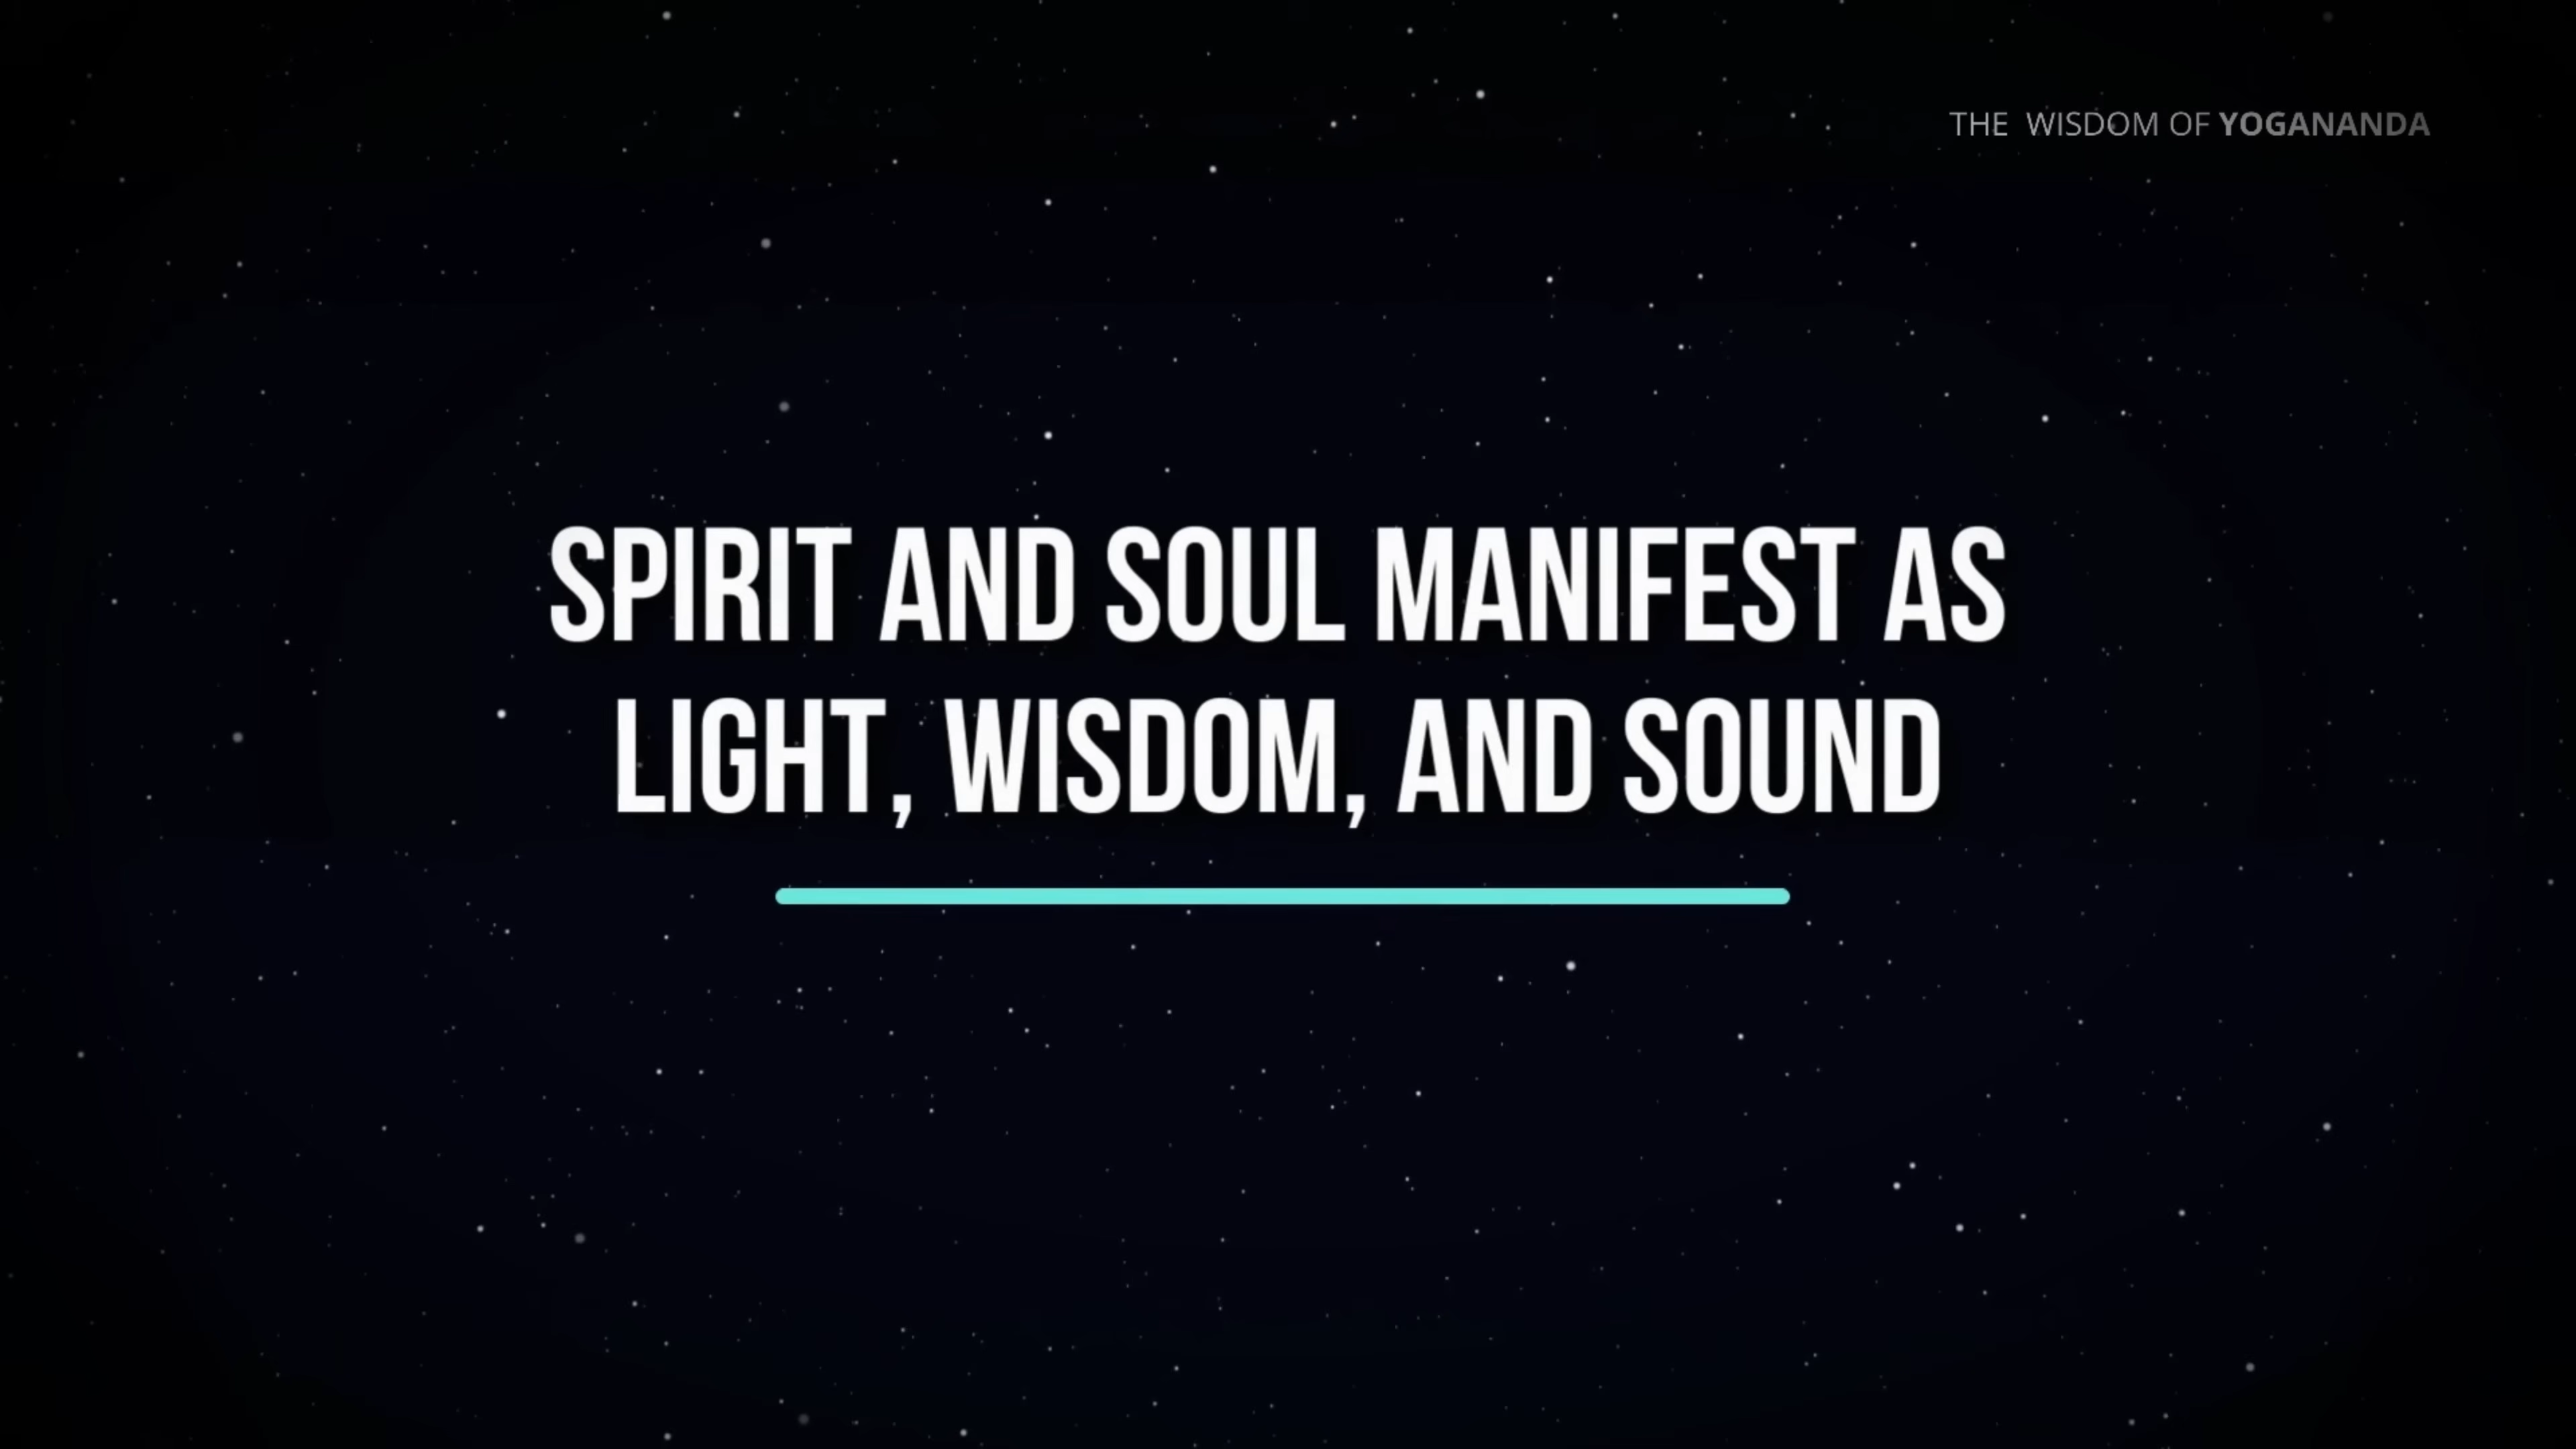 THE WISDOM OF YOGANANDA
SPIRIT AND SOUL MANIFEST AS
LIGHT, WISDOM, AND SOUND